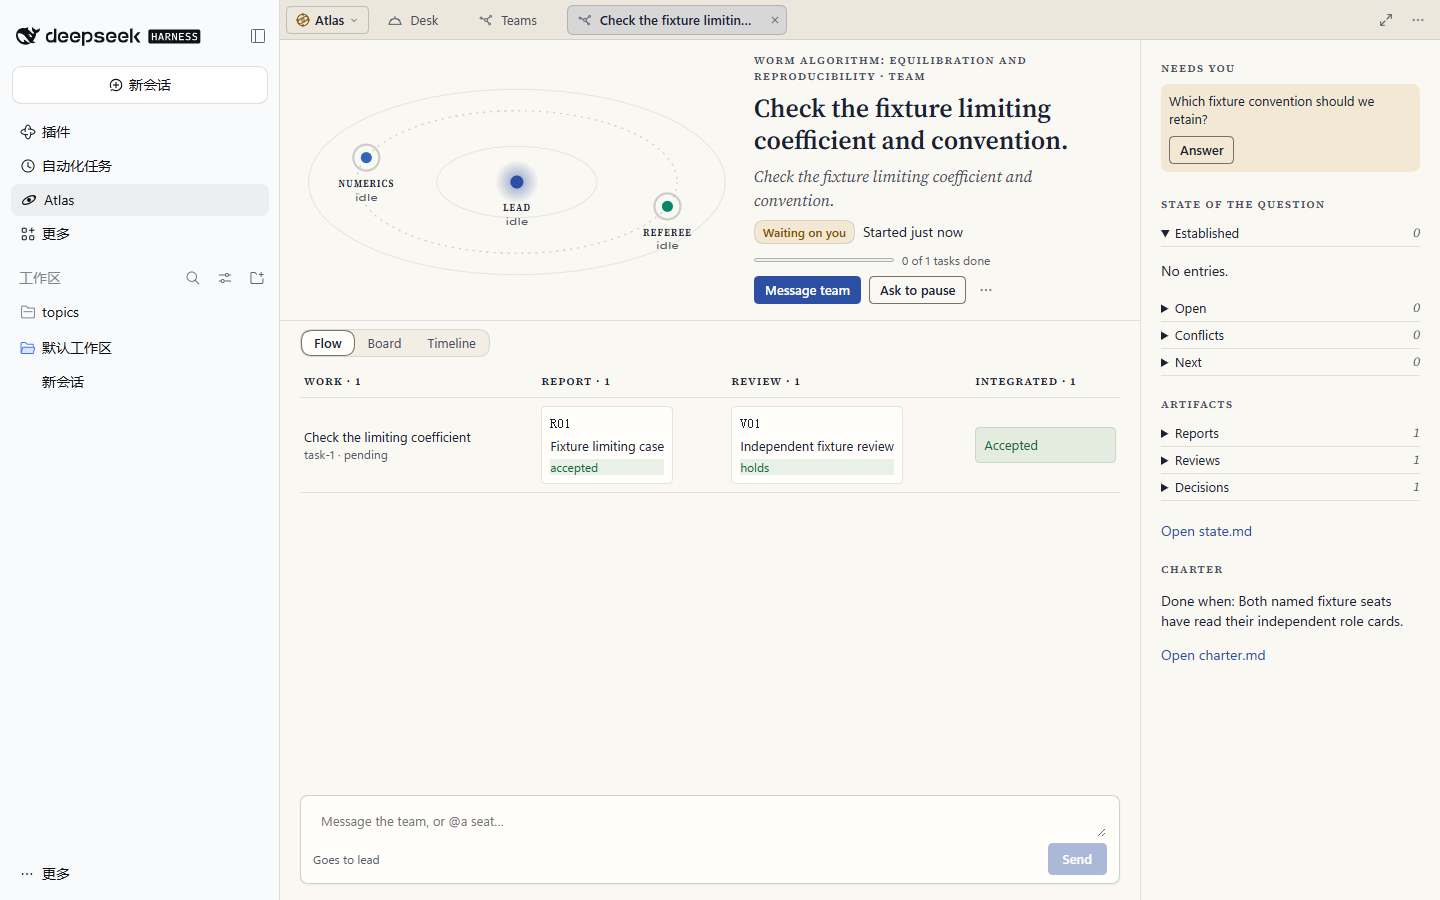 deepseek HARNESS
新会话
插件
自动化任务
Atlas
更多
工作区
topics
默认工作区
新会话
更多
Atlas
Desk
Teams
Check the fixture limitin...
NUMERICS
idle
LEAD
idle
REFEREE
idle
WORM ALGORITHM: EQUILIBRATION AND
REPRODUCIBILITY · TEAM
Check the fixture limiting
coefficient and convention.
Check the fixture limiting coefficient and
convention.
Waiting on you
Started just now
0 of 1 tasks done
Message team
Ask to pause
Flow
Board
Timeline
WORK · 1
REPORT · 1
REVIEW · 1
INTEGRATED · 1
Check the limiting coefficient
task-1 · pending
R01
Fixture limiting case
accepted
V01
Independent fixture review
holds
Accepted
Message the team, or @a seat...
Goes to lead
Send
NEEDS YOU
Which fixture convention should we
retain?
Answer
STATE OF THE QUESTION
Established 0
No entries.
Open 0
Conflicts 0
Next 0
ARTIFACTS
Reports 1
Reviews 1
Decisions 1
Open state.md
CHARTER
Done when: Both named fixture seats
have read their independent role cards.
Open charter.md